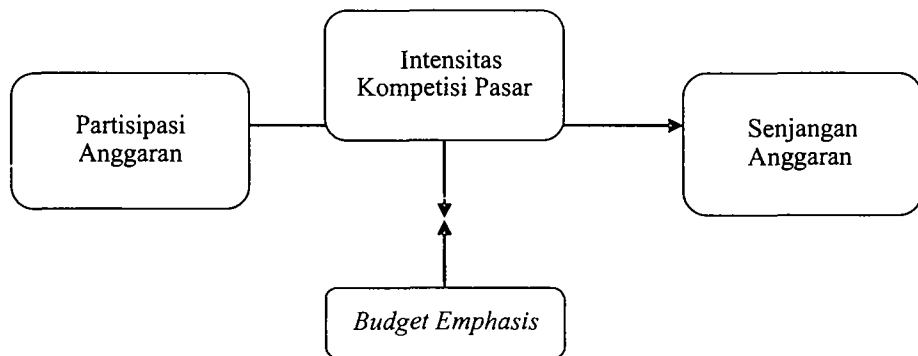 Intensitas
Kompetisi Pasar
Partisipasi
Anggaran
Senjangan
Anggaran
Budget Emphasis